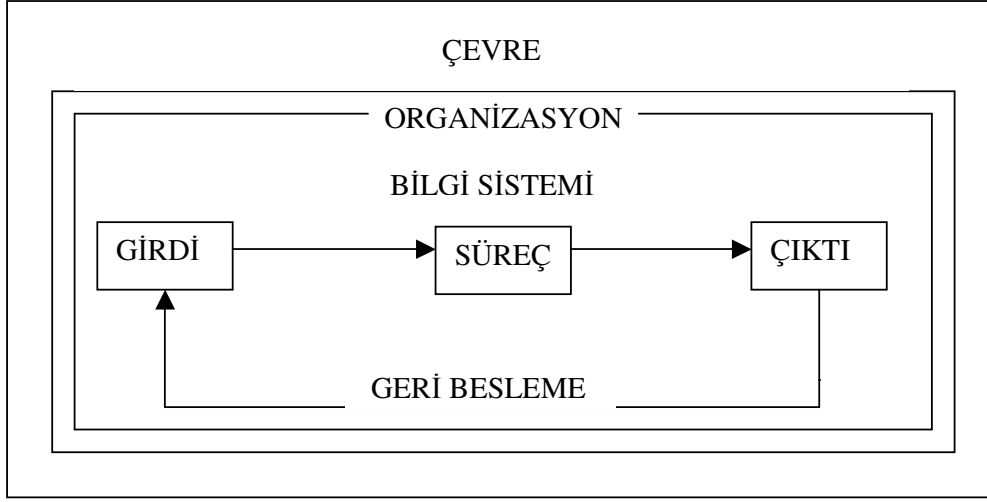 ÇEVRE
ORGANİZASYON
BİLGİ SİSTEMİ
GİRDİ
SÜREÇ
ÇIKTI
GERİ BESLEME